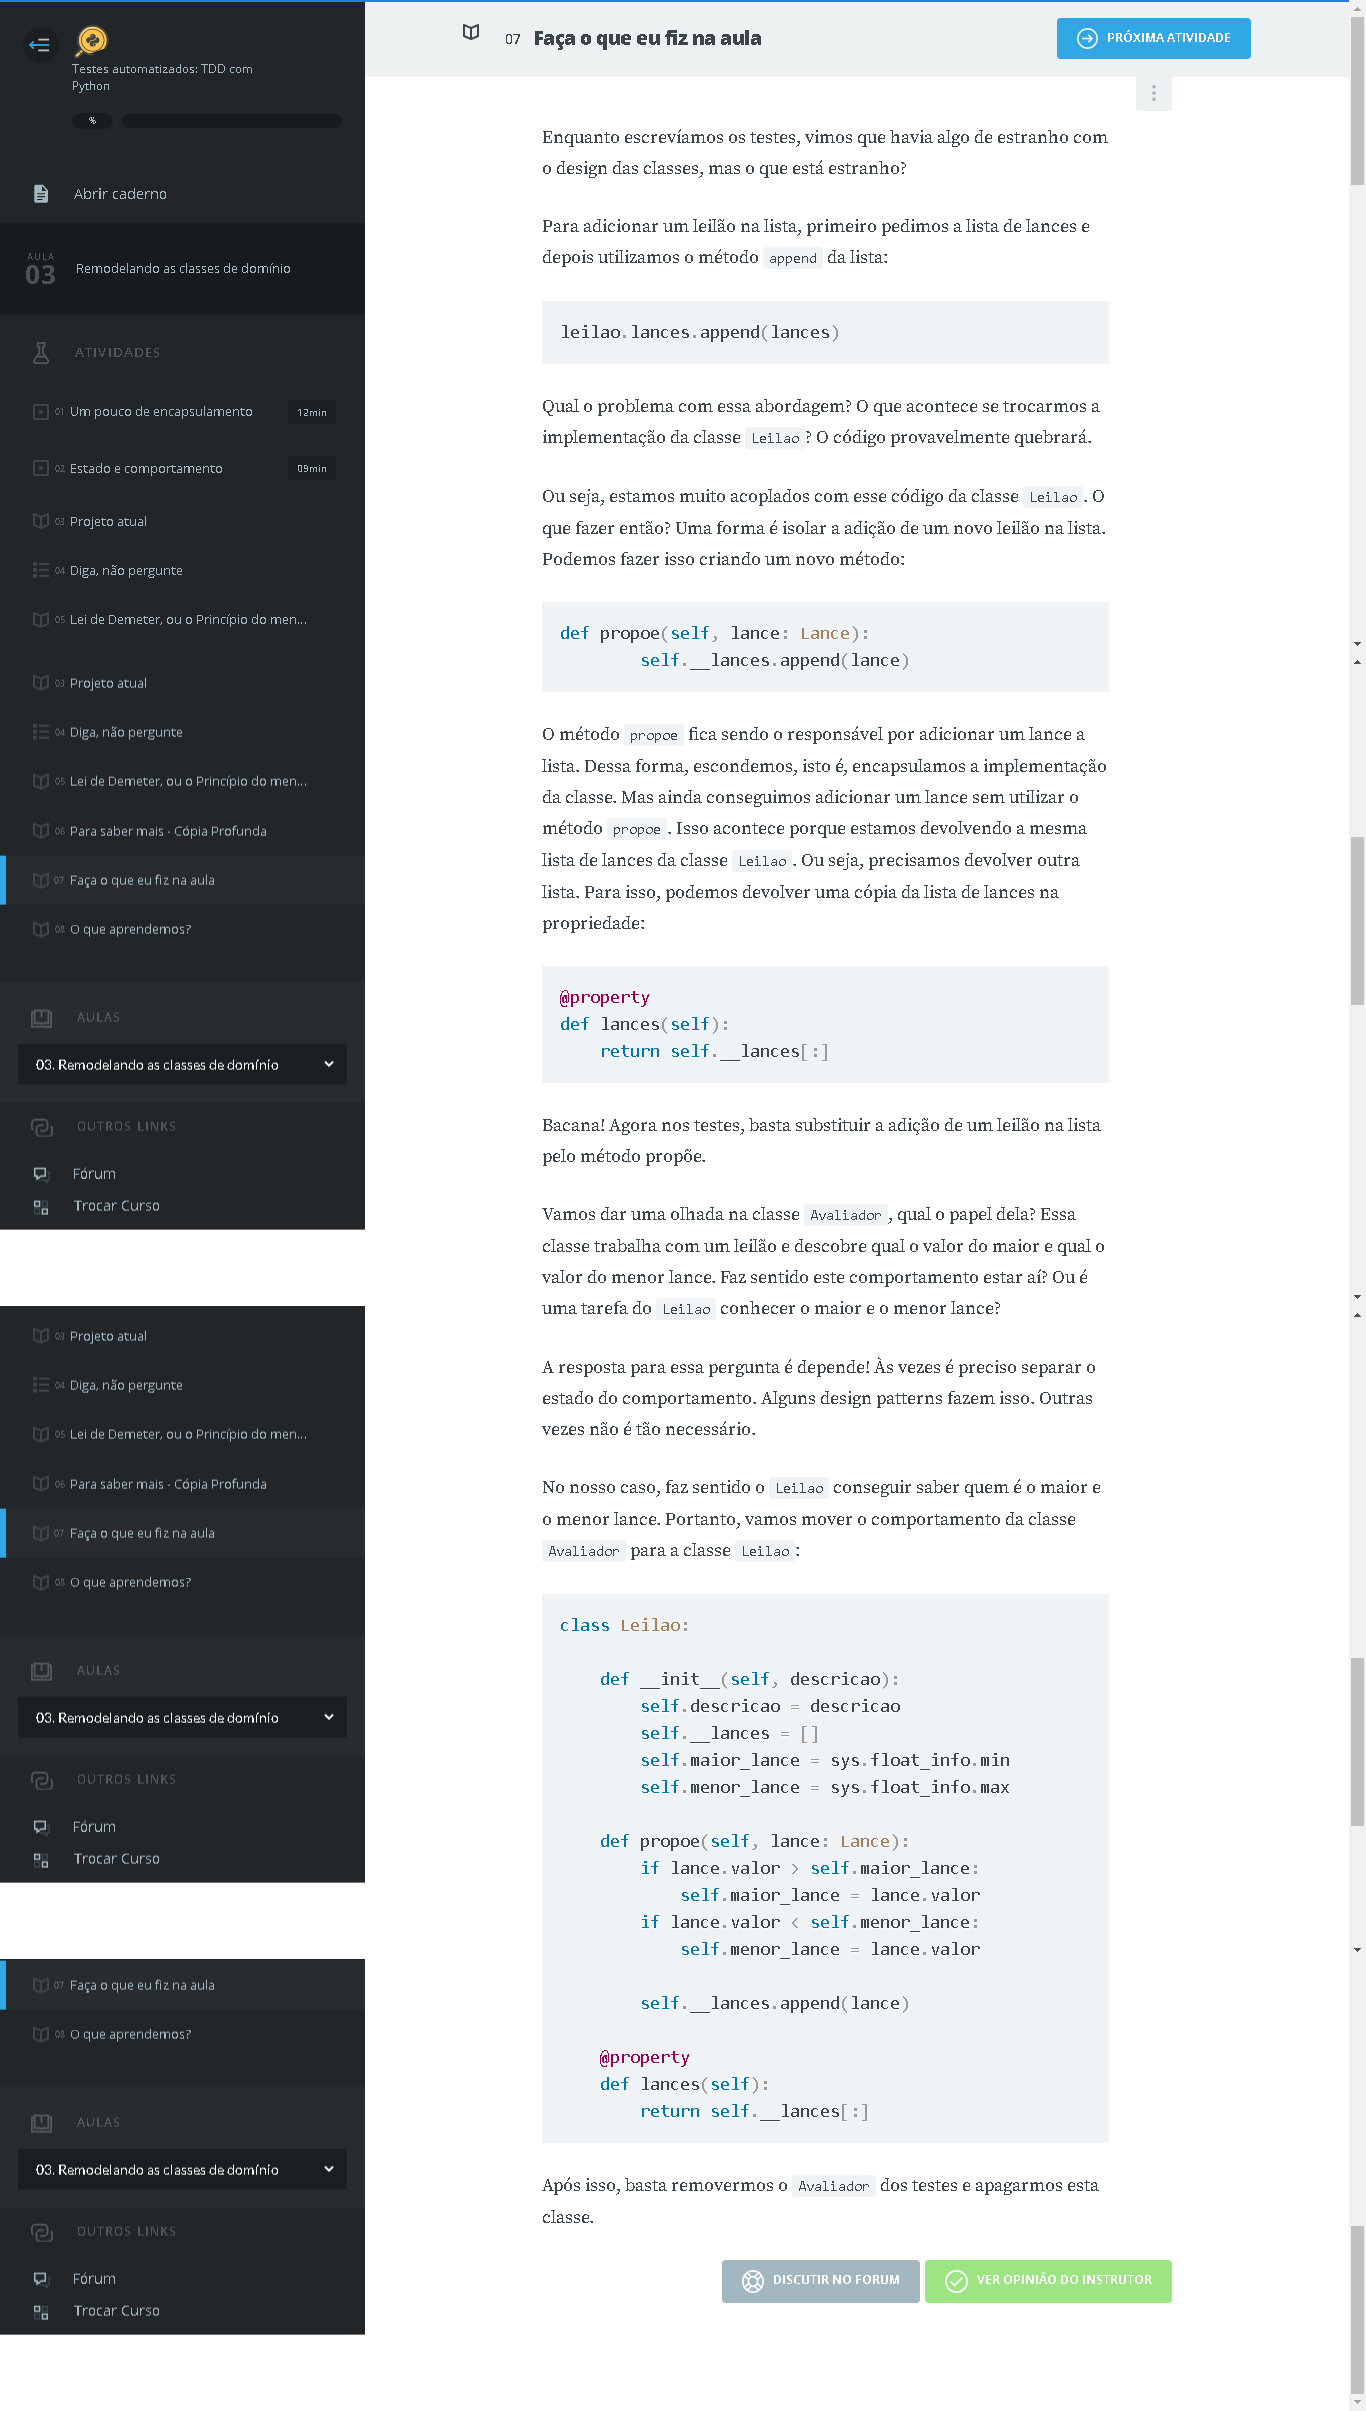 Testes automatizados: TDD com
Python
%
Abrir caderno
AULA
03
Remodelando as classes de domínio
ATIVIDADES
01 Um pouco de encapsulamento 12min
02 Estado e comportamento 09min
03 Projeto atual
04 Diga, não pergunte
05 Lei de Demeter, ou o Princípio do men...
03 Projeto atual
04 Diga, não pergunte
05 Lei de Demeter, ou o Princípio do men...
06 Para saber mais - Cópia Profunda
07 Faça o que eu fiz na aula
08 O que aprendemos?
AULAS
03. Remodelando as classes de domínio
OUTROS LINKS
Fórum
Trocar Curso
03 Projeto atual
04 Diga, não pergunte
05 Lei de Demeter, ou o Princípio do men...
06 Para saber mais - Cópia Profunda
07 Faça o que eu fiz na aula
08 O que aprendemos?
AULAS
03. Remodelando as classes de domínio
OUTROS LINKS
Fórum
Trocar Curso
07 Faça o que eu fiz na aula
08 O que aprendemos?
AULAS
03. Remodelando as classes de domínio
OUTROS LINKS
Fórum
Trocar Curso
07 Faça o que eu fiz na aula
PRÓXIMA ATIVIDADE
Enquanto escrevíamos os testes, vimos que havia algo de estranho com
o design das classes, mas o que está estranho?
Para adicionar um leilão na lista, primeiro pedimos a lista de lances e
depois utilizamos o método append da lista:
leilao.lances.append(lances)
Qual o problema com essa abordagem? O que acontece se trocarmos a
implementação da classe Leilao? O código provavelmente quebrará.
Ou seja, estamos muito acoplados com esse código da classe Leilao. O
que fazer então? Uma forma é isolar a adição de um novo leilão na lista.
Podemos fazer isso criando um novo método:
def propoe(self, lance: Lance):
        self.__lances.append(lance)
O método propoe fica sendo o responsável por adicionar um lance a
lista. Dessa forma, escondemos, isto é, encapsulamos a implementação
da classe. Mas ainda conseguimos adicionar um lance sem utilizar o
método propoe. Isso acontece porque estamos devolvendo a mesma
lista de lances da classe Leilao. Ou seja, precisamos devolver outra
lista. Para isso, podemos devolver uma cópia da lista de lances na
propriedade:
@property
def lances(self):
    return self.__lances[:]
Bacana! Agora nos testes, basta substituir a adição de um leilão na lista
pelo método propõe.
Vamos dar uma olhada na classe Avaliador, qual o papel dela? Essa
classe trabalha com um leilão e descobre qual o valor do maior e qual o
valor do menor lance. Faz sentido este comportamento estar aí? Ou é
uma tarefa do Leilao conhecer o maior e o menor lance?
A resposta para essa pergunta é depende! Às vezes é preciso separar o
estado do comportamento. Alguns design patterns fazem isso. Outras
vezes não é tão necessário.
No nosso caso, faz sentido o Leilao conseguir saber quem é o maior e
o menor lance. Portanto, vamos mover o comportamento da classe
Avaliador para a classe Leilao:
class Leilao:
    def __init__(self, descricao):
        self.descricao = descricao
        self.__lances = []
        self.maior_lance = sys.float_info.min
        self.menor_lance = sys.float_info.max
    def propoe(self, lance: Lance):
        if lance.valor > self.maior_lance:
            self.maior_lance = lance.valor
        if lance.valor < self.menor_lance:
            self.menor_lance = lance.valor
        self.__lances.append(lance)
    @property
    def lances(self):
        return self.__lances[:]
Após isso, basta removermos o Avaliador dos testes e apagarmos esta
classe.
DISCUTIR NO FORUM
VER OPINIÃO DO INSTRUTOR